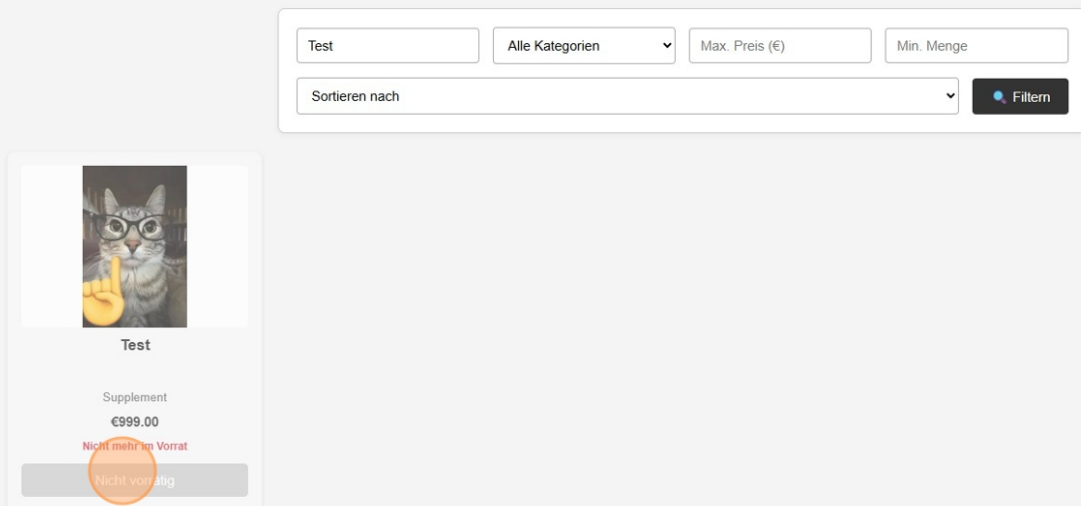 Test
Alle Kategorien
Max. Preis (€)
Min. Menge
Sortieren nach
Filtern
Test
Supplement
€999.00
Nicht mehr im Vorrat
Nicht vorrätig